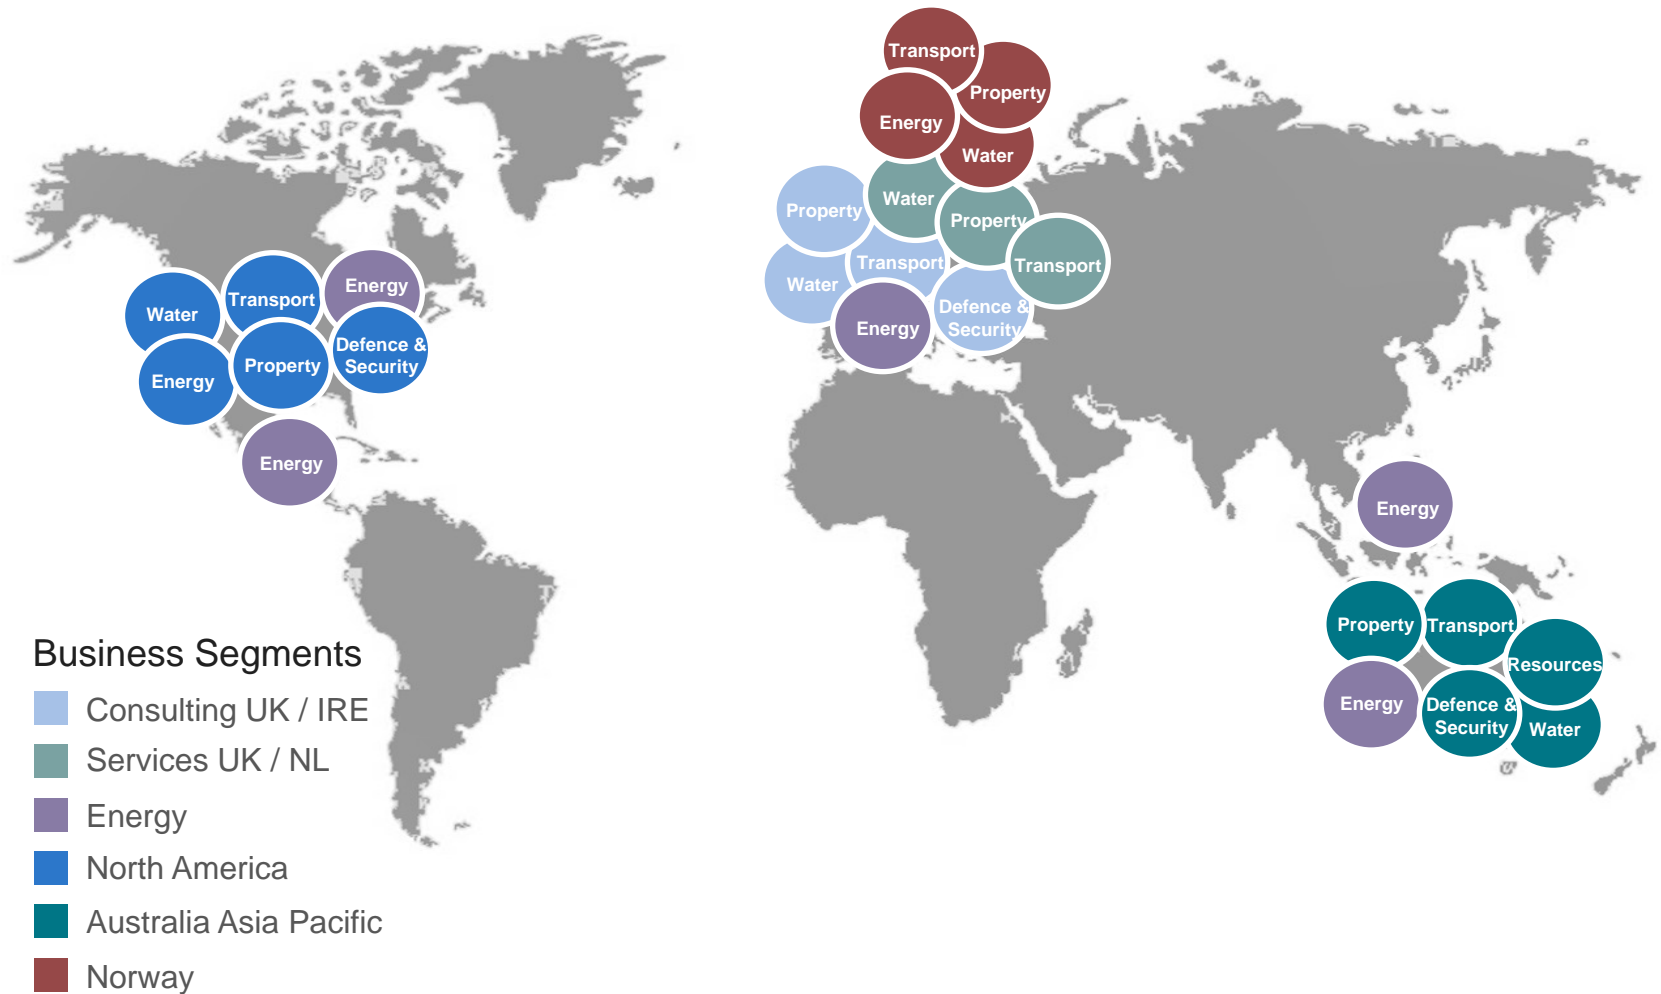 Transport
Property
Energy
Water
Property
Water
Property
Transport
Water
Transport
Defence &
Security
Energy
Energy
Transport
Water
Defence &
Security
Property
Energy
Energy
Energy
Property
Transport
Resources
Energy
Defence &
Security
Water
Business Segments
Consulting UK / IRE
Services UK / NL
Energy
North America
Australia Asia Pacific
Norway